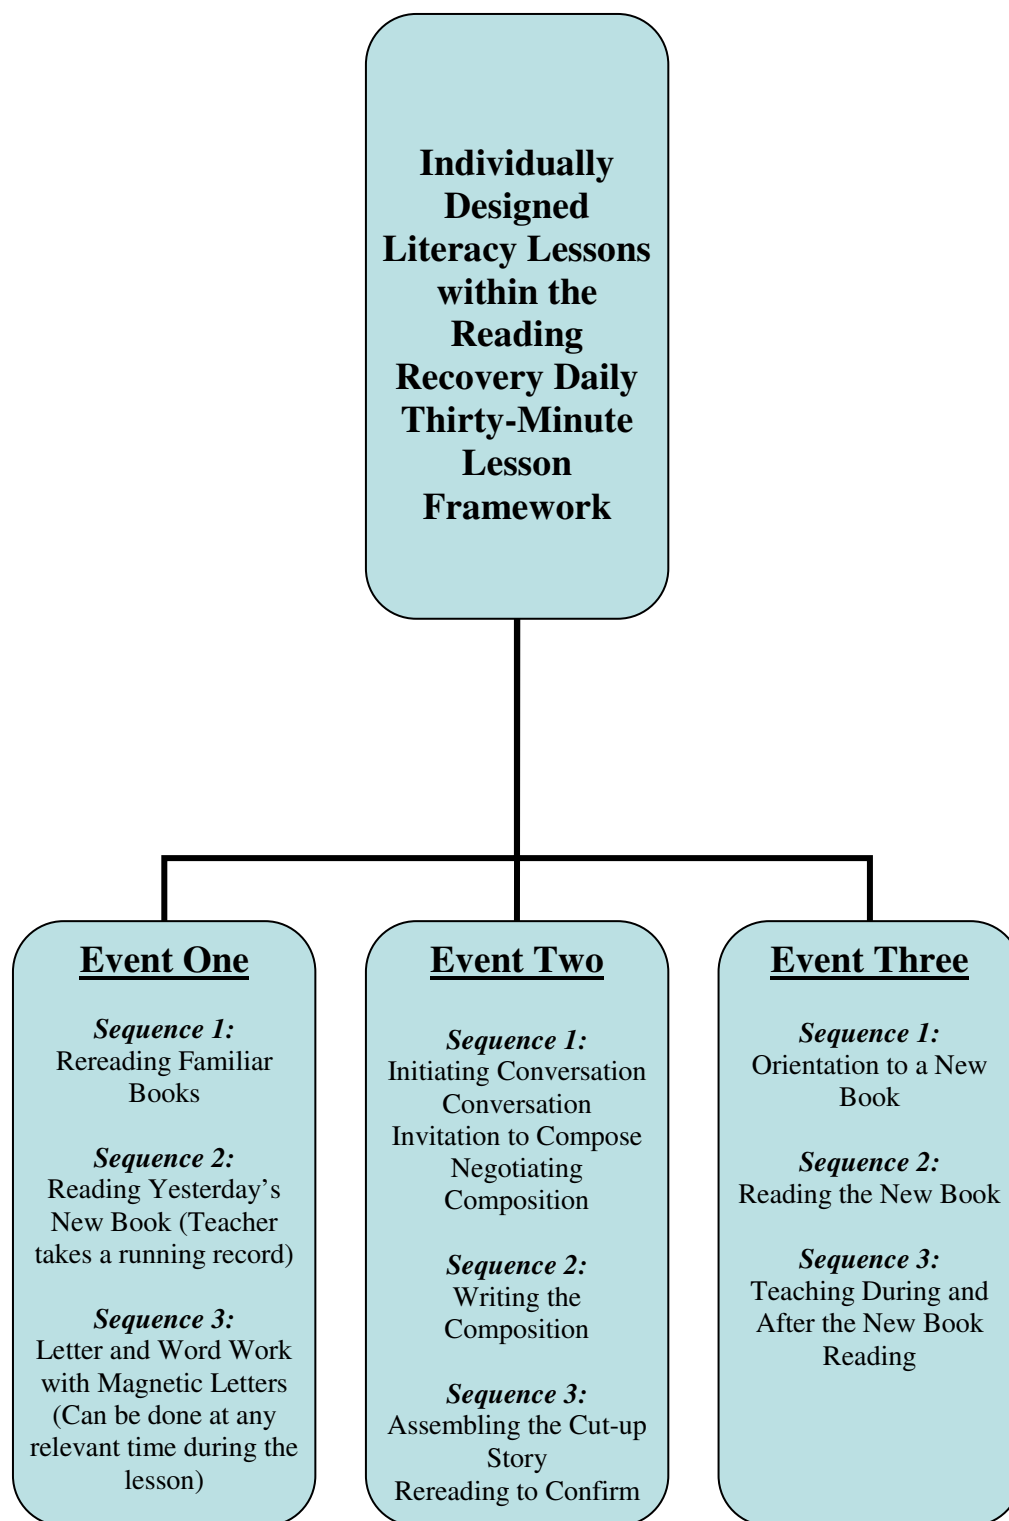 Individually
Designed
Literacy Lessons
within the
Reading
Recovery Daily
Thirty-Minute
Lesson
Framework
Event One
Sequence 1:
Rereading Familiar
Books
Sequence 2:
Reading Yesterday’s
New Book (Teacher
takes a running record)
Sequence 3:
Letter and Word Work
with Magnetic Letters
(Can be done at any
relevant time during the
lesson)
Event Two
Sequence 1:
Initiating Conversation
Conversation
Invitation to Compose
Negotiating
Composition
Sequence 2:
Writing the
Composition
Sequence 3:
Assembling the Cut-up
Story
Rereading to Confirm
Event Three
Sequence 1:
Orientation to a New
Book
Sequence 2:
Reading the New Book
Sequence 3:
Teaching During and
After the New Book
Reading